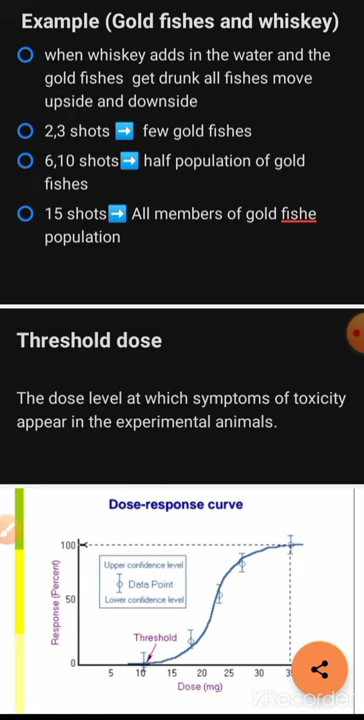 Example (Gold fishes and whiskey)
when whiskey adds in the water and the
gold fishes get drunk all fishes move
upside and downside
2,3 shots ➡ few gold fishes
6,10 shots➡ half population of gold
fishes
15 shots➡ All members of gold fishe
population
Threshold dose
The dose level at which symptoms of toxicity
appear in the experimental animals.
Dose-response curve
Response (Percent)
100
50
0
Upper confidence level
Data Point
Lower confidence level
Threshold
5 10 15 20 25 30
Dose (mg)
XRecorder